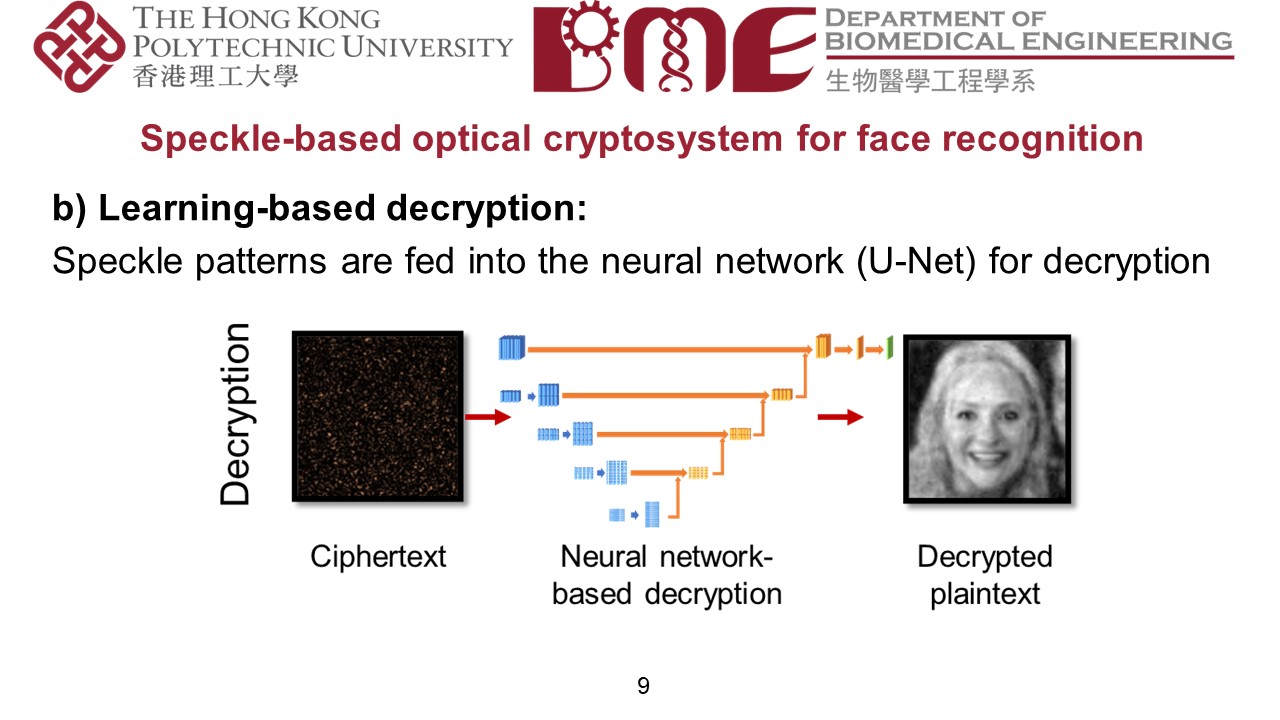 THE HONG KONG
POLYTECHNIC UNIVERSITY
香港理工大學
BME
DEPARTMENT OF
BIOMEDICAL ENGINEERING
生物醫學工程學系
Speckle-based optical cryptosystem for face recognition
b) Learning-based decryption:
Speckle patterns are fed into the neural network (U-Net) for decryption
Decryption
Ciphertext
Neural network-
based decryption
Decrypted
plaintext
9